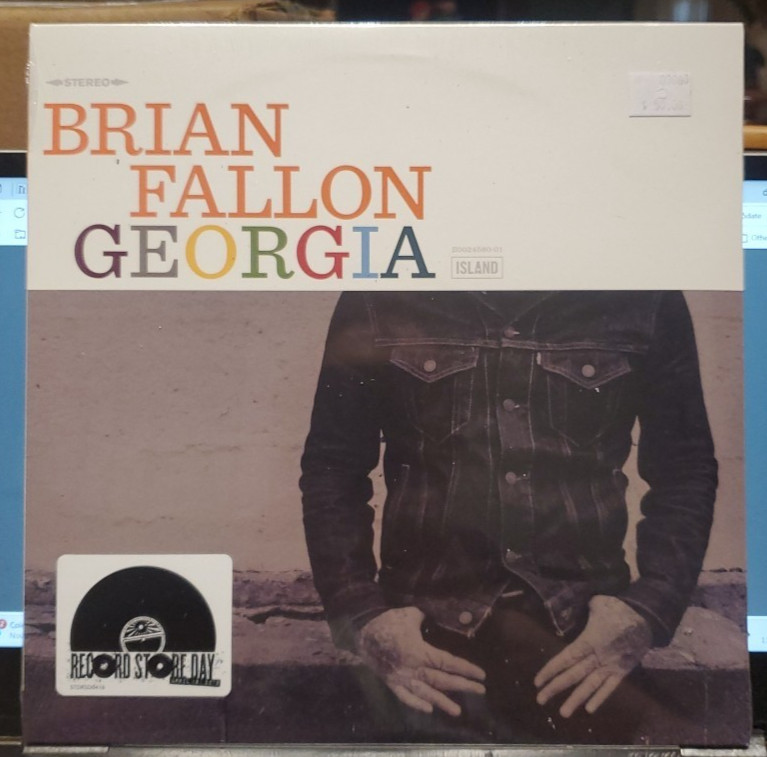 STEREO
BRIAN
FALLON
GEORGIA
ISLAND
RECORD STORE DAY